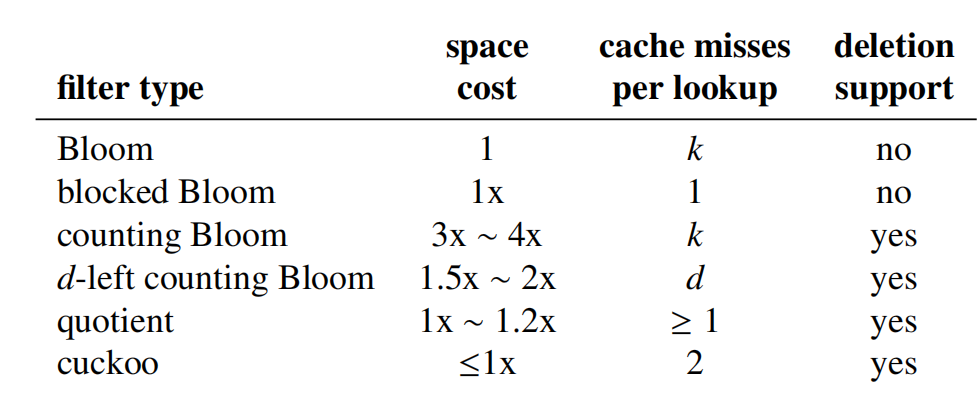 space cache misses deletion
filter type cost per lookup support
Bloom 1 k no
blocked Bloom 1x 1 no
counting Bloom 3x ∼ 4x k yes
d-left counting Bloom 1.5x ∼ 2x d yes
quotient 1x ∼ 1.2x ≥ 1 yes
cuckoo ≤1x 2 yes